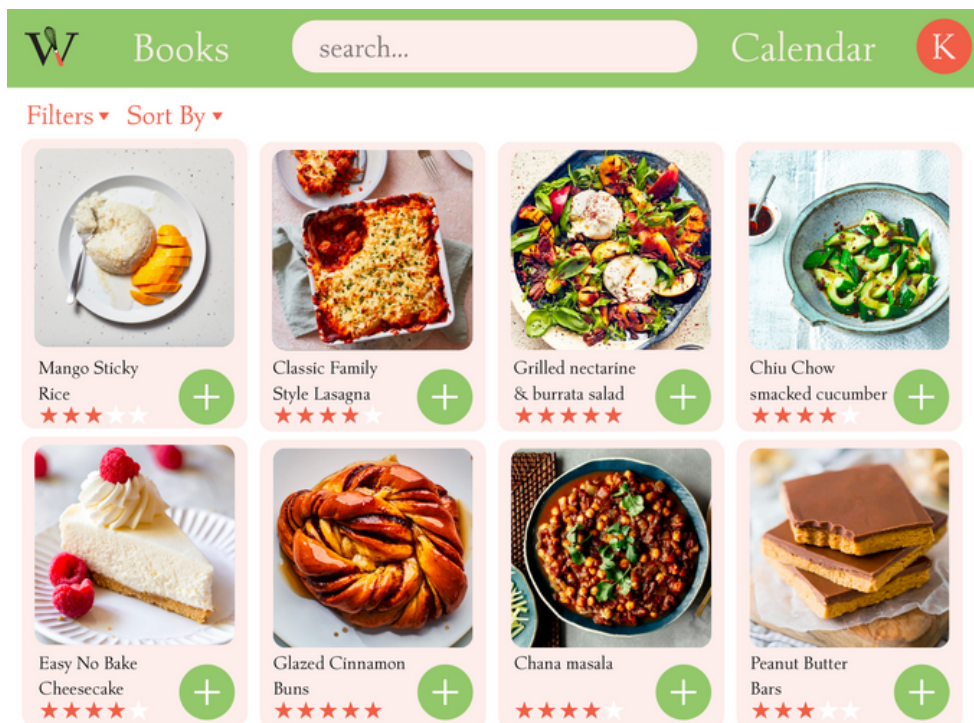 W
Books
search...
Calendar
K
Filters ▾ Sort By ▾
Mango Sticky
Rice
Classic Family
Style Lasagna
Grilled nectarine
& burrata salad
Chiu Chow
smacked cucumber
Easy No Bake
Cheesecake
Glazed Cinnamon
Buns
Chana masala
Peanut Butter
Bars